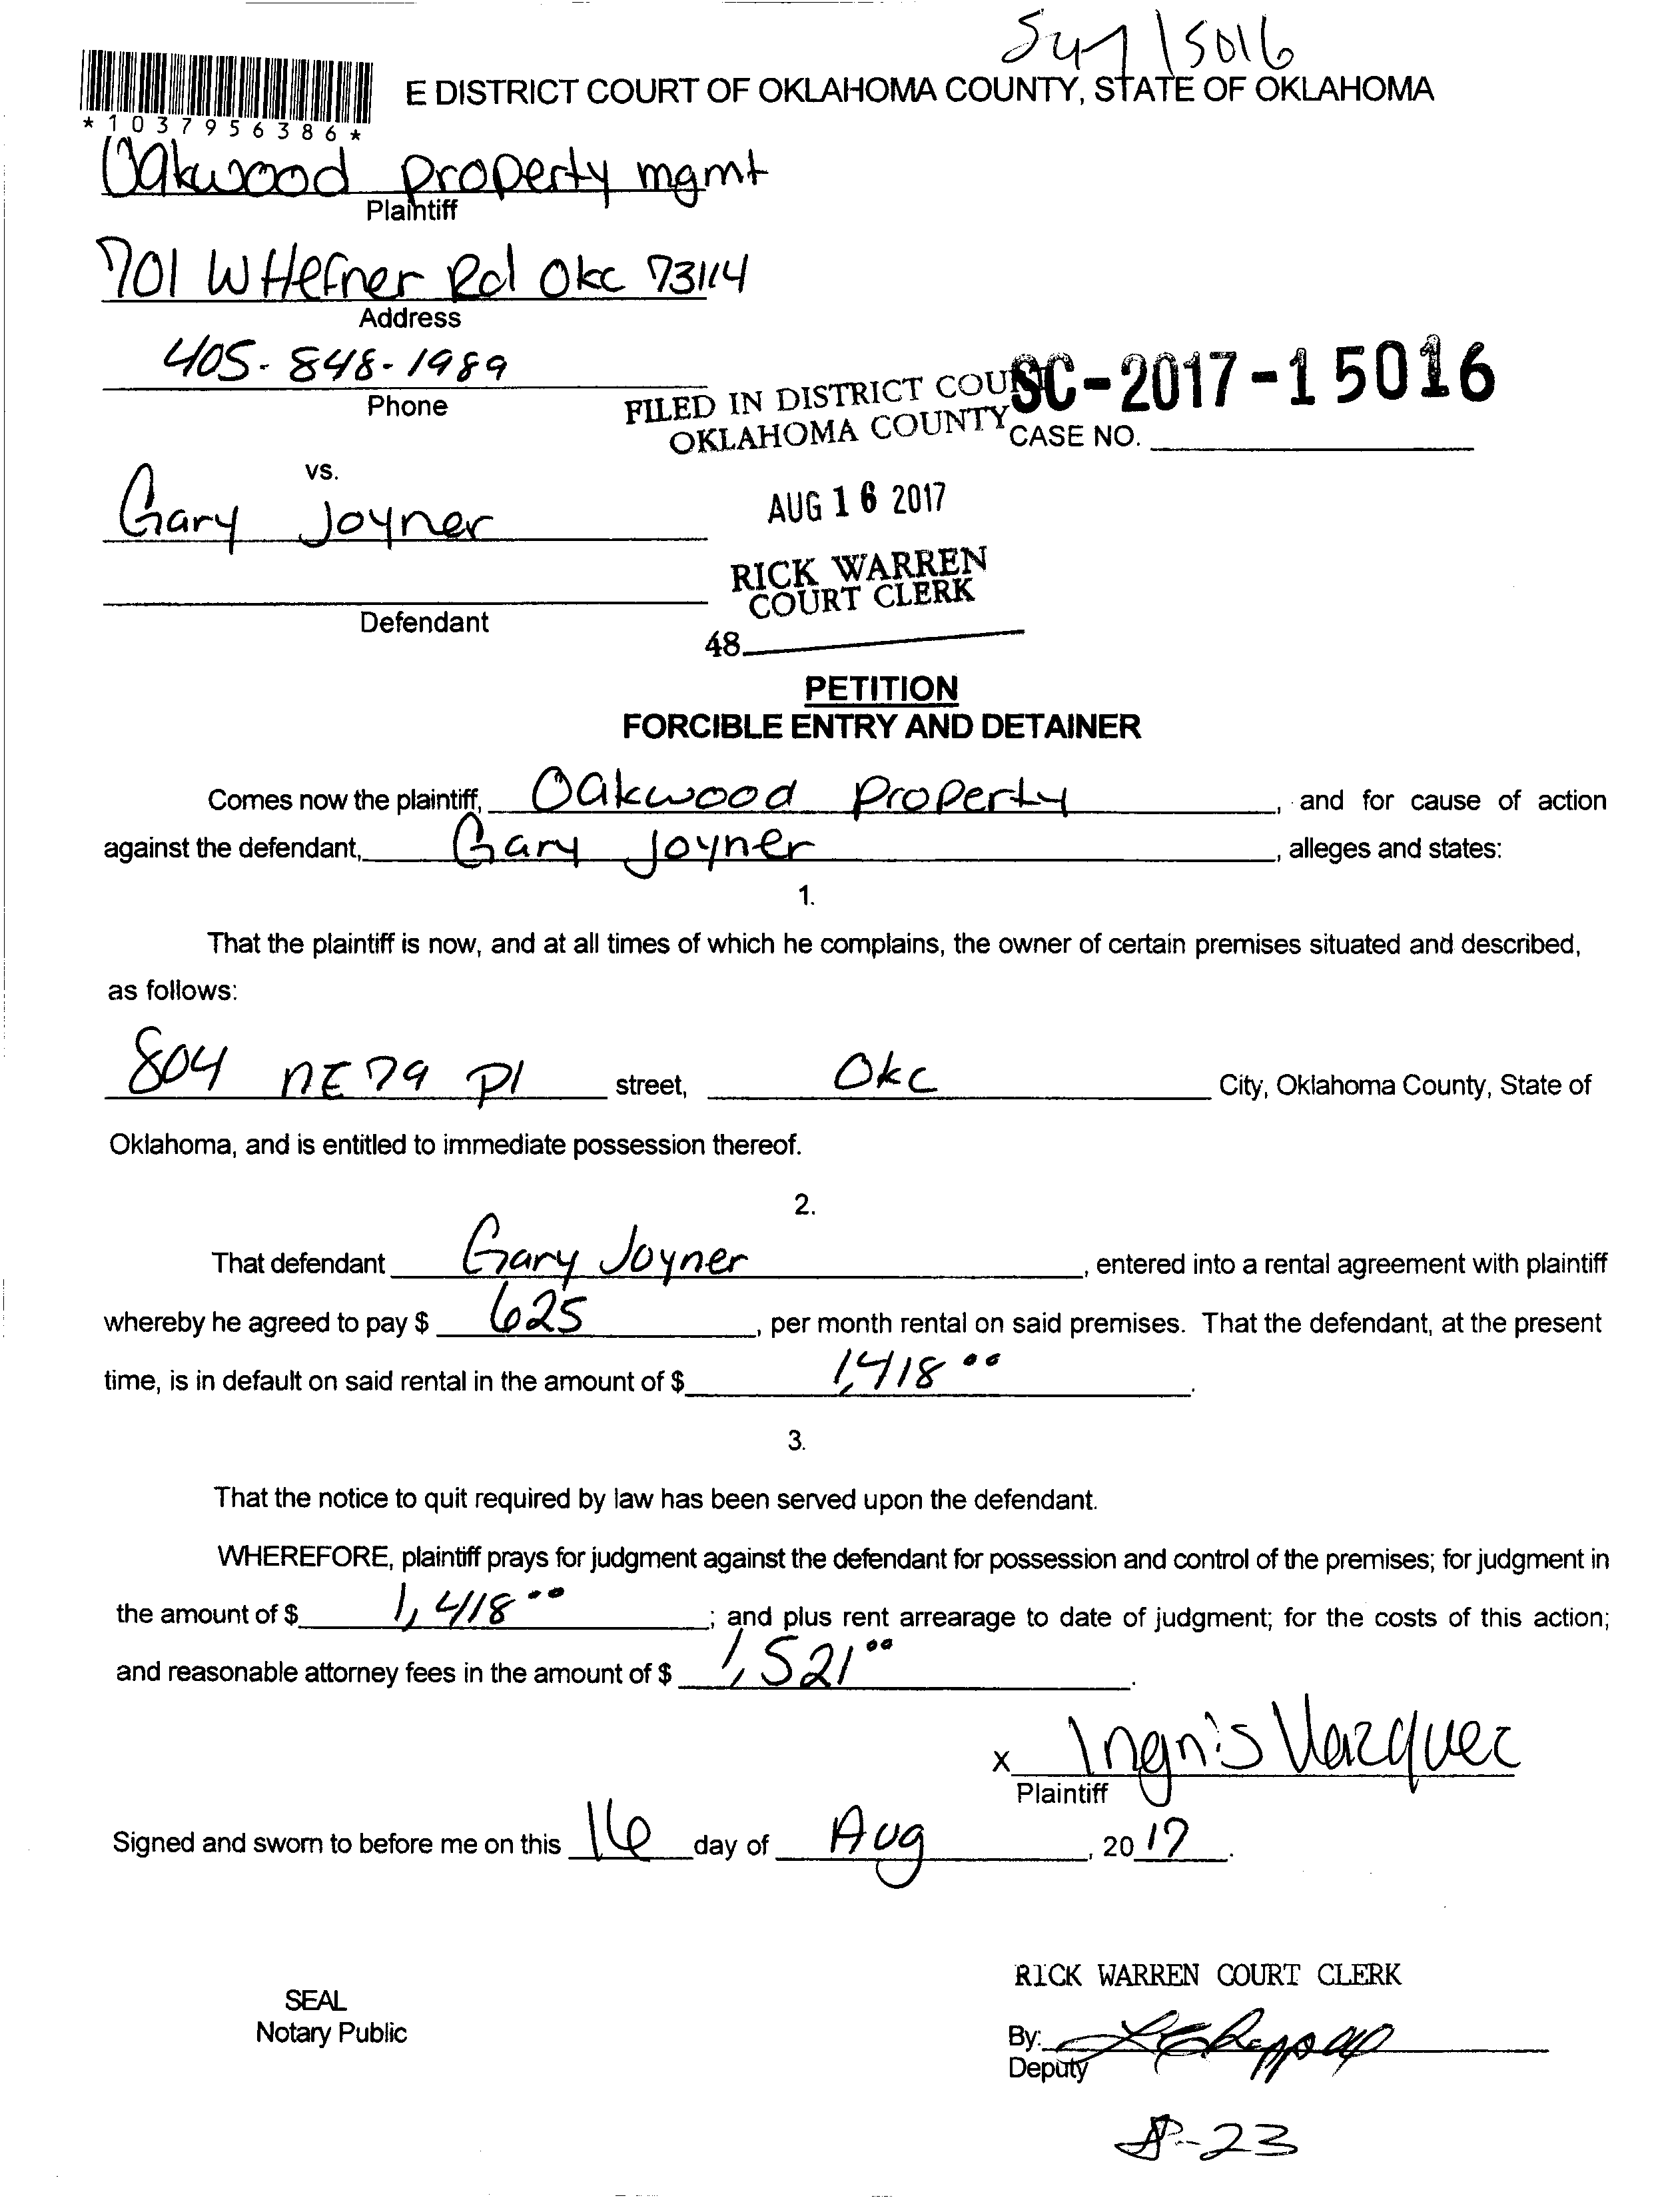 *1037956386*
E DISTRICT COURT OF OKLAHOMA COUNTY, STATE OF OKLAHOMA
Oakwood property mgmt
Plaintiff
701 W Hefner Rd Okc 73114
Address
405-848-1989
Phone
FILED IN DISTRICT COU
OKLAHOMA COUNTY
SC-2017-15016
CASE NO.
vs.
Gary Joyner
AUG 16 2017
RICK WARREN
COURT CLERK
Defendant
48
PETITION
FORCIBLE ENTRY AND DETAINER
Comes now the plaintiff, Oakwood Property, and for cause of action
against the defendant, Gary Joyner, alleges and states:
1.
That the plaintiff is now, and at all times of which he complains, the owner of certain premises situated and described,
as follows:
804 NE 79 Pl street, Okc City, Oklahoma County, State of
Oklahoma, and is entitled to immediate possession thereof.
2.
That defendant Gary Joyner, entered into a rental agreement with plaintiff
whereby he agreed to pay $ 625, per month rental on said premises. That the defendant, at the present
time, is in default on said rental in the amount of $ 1,418.00.
3.
That the notice to quit required by law has been served upon the defendant.
WHEREFORE, plaintiff prays for judgment against the defendant for possession and control of the premises; for judgment in
the amount of $ 1,418.00; and plus rent arrearage to date of judgment; for the costs of this action;
and reasonable attorney fees in the amount of $ 1,521.00.
x Vazquez
Plaintiff
Signed and sworn to before me on this 16 day of Aug, 2017.
RICK WARREN COURT CLERK
SEAL
Notary Public
By:
Deputy
8-23